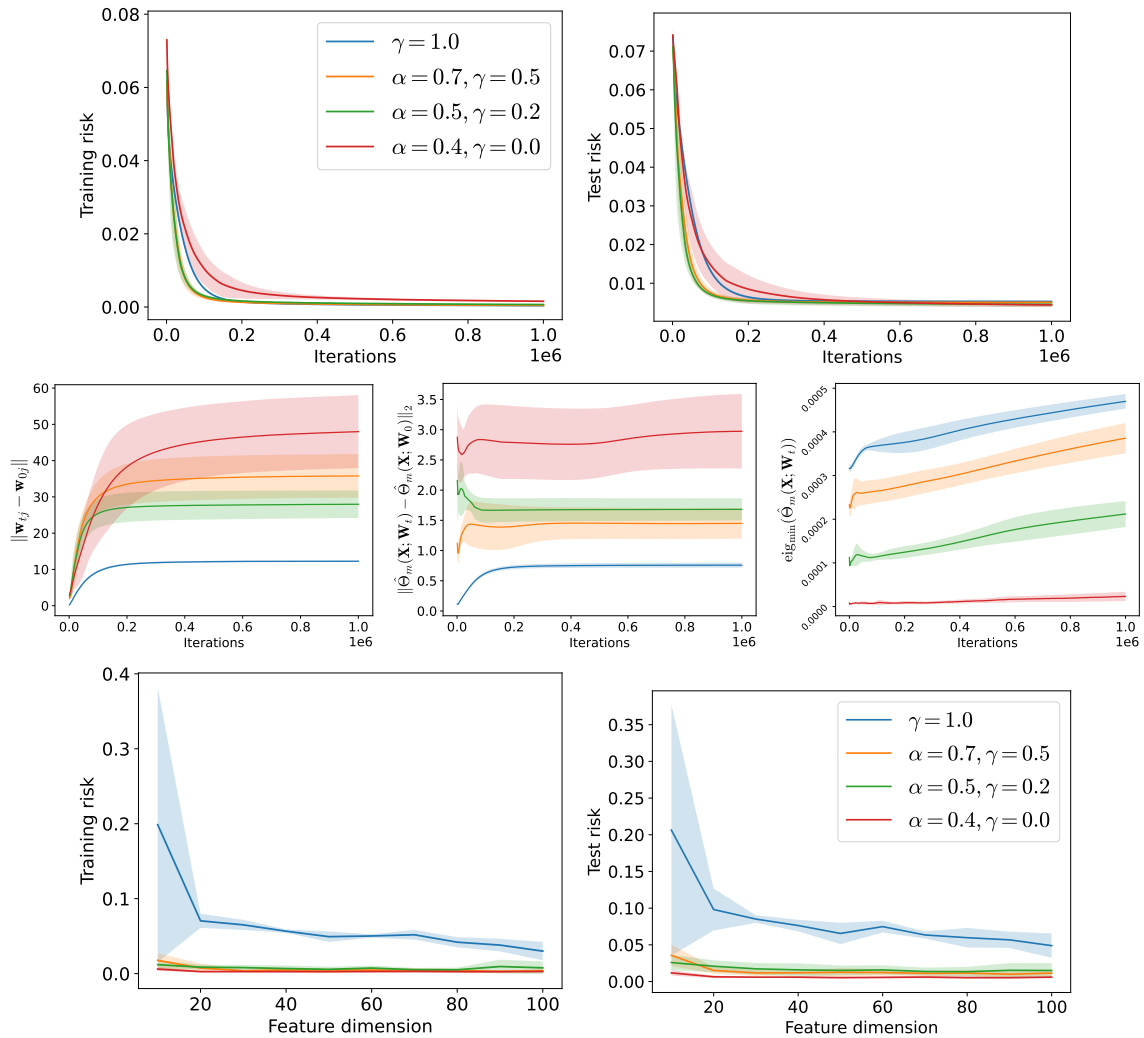 0.08
0.06
0.04
0.02
0.00
Training risk
γ = 1.0
α = 0.7, γ = 0.5
α = 0.5, γ = 0.2
α = 0.4, γ = 0.0
0.0 0.2 0.4 0.6 0.8 1.0
Iterations
1e6
0.07
0.06
0.05
0.04
0.03
0.02
0.01
Test risk
0.0 0.2 0.4 0.6 0.8 1.0
Iterations
1e6
60
50
40
30
20
10
0
||w_{tj} − w_{0j}||
0.0 0.2 0.4 0.6 0.8 1.0
Iterations
1e6
3.5
3.0
2.5
2.0
1.5
1.0
0.5
0.0
||Θ̂_m(X; W_t) − Θ̂_m(X; W_0)||_2
0.0 0.2 0.4 0.6 0.8 1.0
Iterations
1e6
0.0005
0.0004
0.0003
0.0002
0.0001
0.0000
eig_min(Θ̂_m(X; W_t))
0.0 0.2 0.4 0.6 0.8 1.0
Iterations
1e6
0.4
0.3
0.2
0.1
0.0
Training risk
20 40 60 80 100
Feature dimension
0.35
0.30
0.25
0.20
0.15
0.10
0.05
0.00
Test risk
γ = 1.0
α = 0.7, γ = 0.5
α = 0.5, γ = 0.2
α = 0.4, γ = 0.0
20 40 60 80 100
Feature dimension